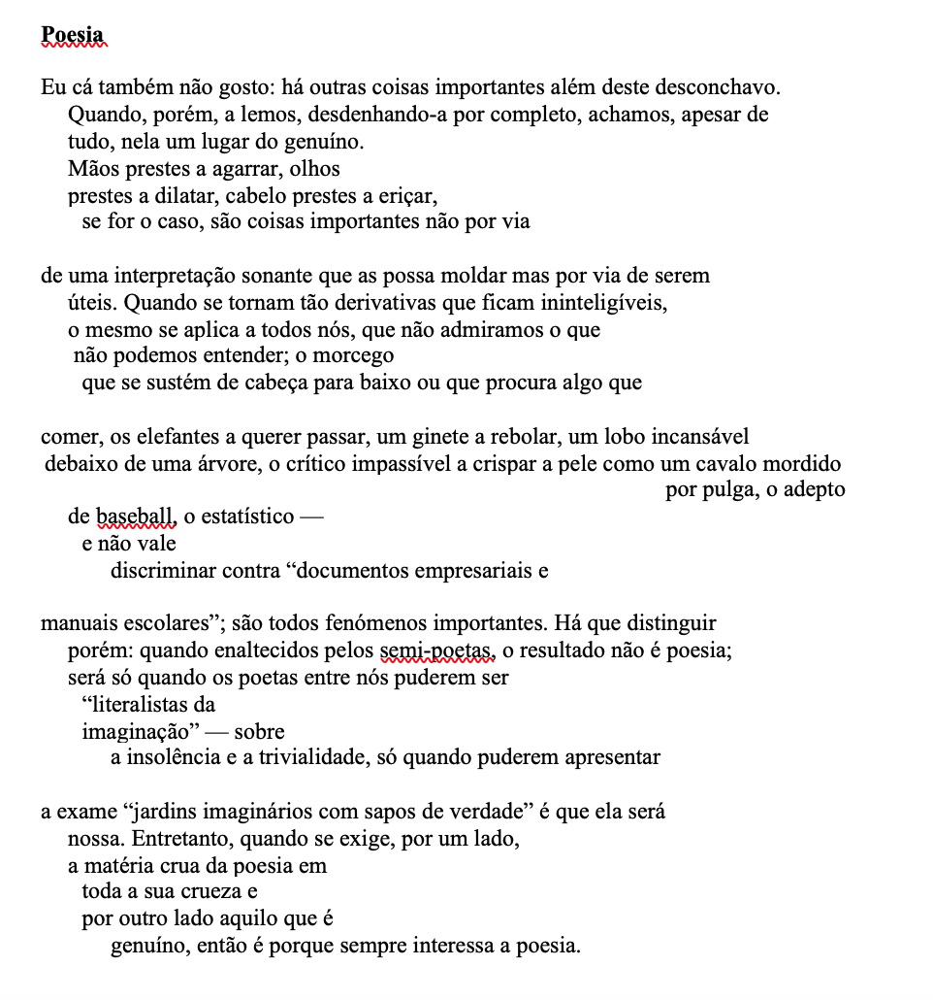 Poesia
Eu cá também não gosto: há outras coisas importantes além deste desconchavo.
Quando, porém, a lemos, desdenhando-a por completo, achamos, apesar de
tudo, nela um lugar do genuíno.
Mãos prestes a agarrar, olhos
prestes a dilatar, cabelo prestes a eriçar,
se for o caso, são coisas importantes não por via
de uma interpretação sonante que as possa moldar mas por via de serem
úteis. Quando se tornam tão derivativas que ficam ininteligíveis,
o mesmo se aplica a todos nós, que não admiramos o que
não podemos entender; o morcego
que se sustém de cabeça para baixo ou que procura algo que
comer, os elefantes a querer passar, um ginete a rebolar, um lobo incansável
debaixo de uma árvore, o crítico impassível a crispar a pele como um cavalo mordido
por pulga, o adepto
de baseball, o estatístico —
e não vale
discriminar contra “documentos empresariais e
manuais escolares”; são todos fenómenos importantes. Há que distinguir
porém: quando enaltecidos pelos semi-poetas, o resultado não é poesia;
será só quando os poetas entre nós puderem ser
“literalistas da
imaginação” — sobre
a insolência e a trivialidade, só quando puderem apresentar
a exame “jardins imaginários com sapos de verdade” é que ela será
nossa. Entretanto, quando se exige, por um lado,
a matéria crua da poesia em
toda a sua crueza e
por outro lado aquilo que é
genuíno, então é porque sempre interessa a poesia.